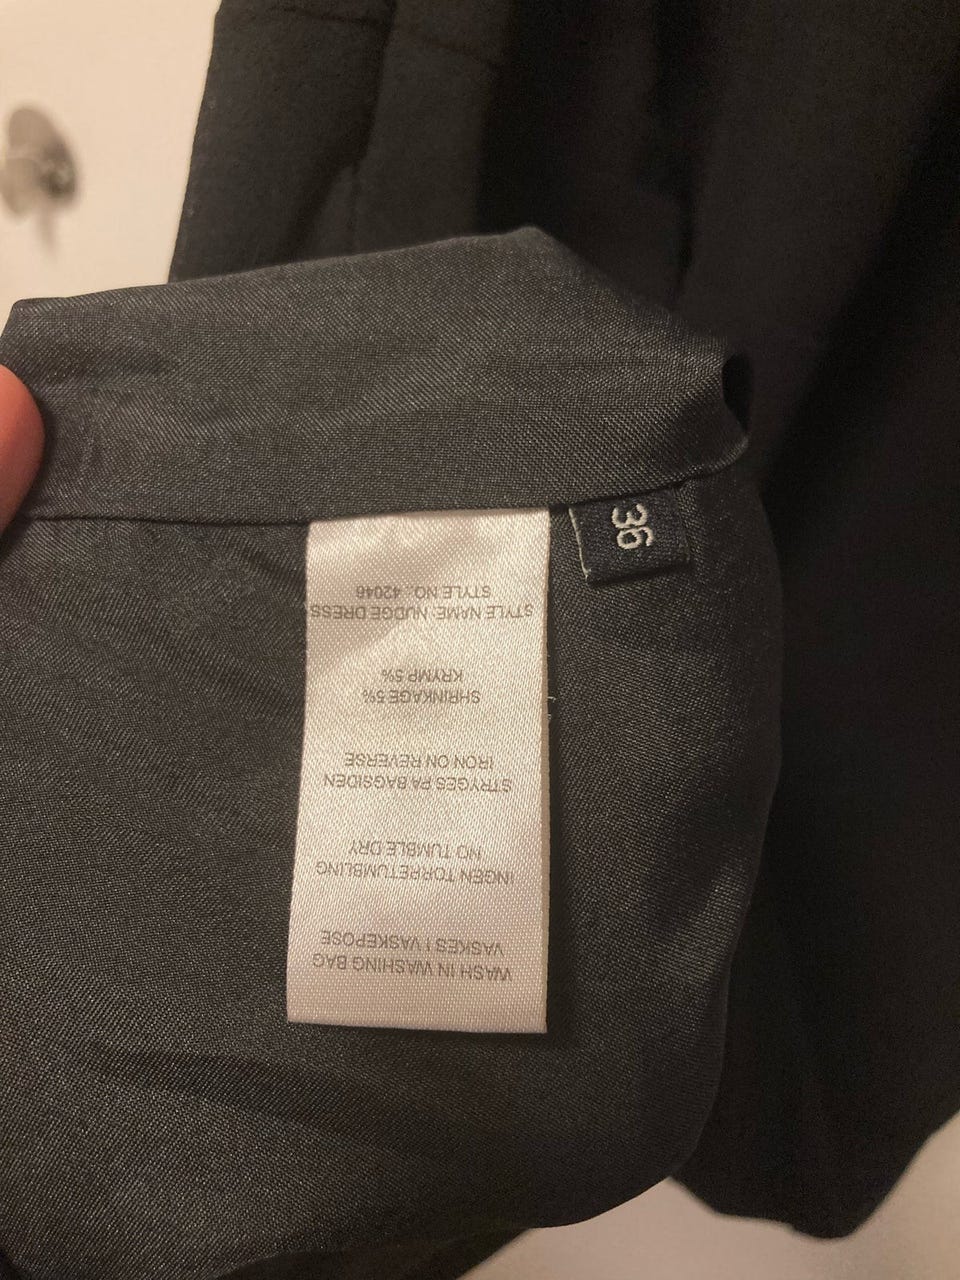 WASH IN WASHING BAG
VASKES I VASKEPOSE
INGEN TØRRETUMBLING
NO TUMBLE DRY
STRYGES PA BAGSIDEN
IRON ON REVERSE
SHRINKAGE 5%
KRYMP 5%
STYLE NAME: NUDGE DRESS
STYLE NO.: 42046
36